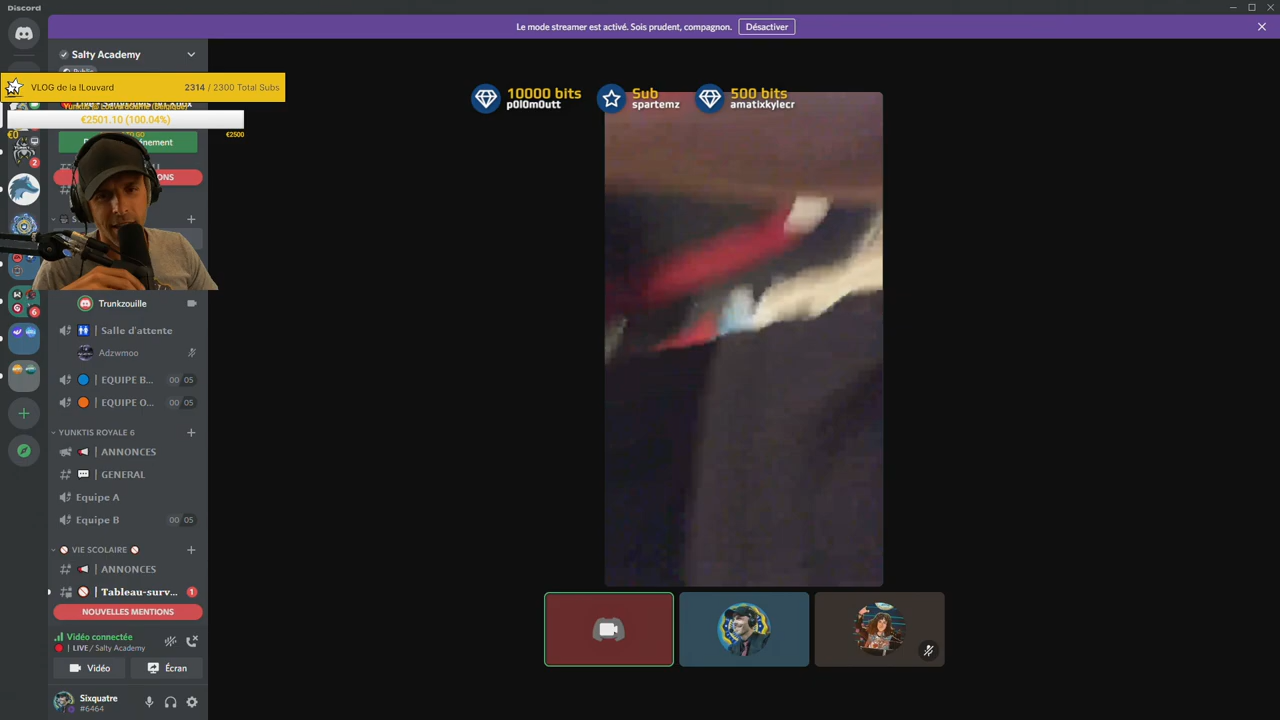 Discord
Le mode streamer est activé. Sois prudent, compagnon.
Désactiver
Salty Academy
VLOG de la !Louvard
2314 / 2300 Total Subs
€2501.10 (100.04%)
€0
€2500
10000 bits
p0l0m0utt
Sub
spartemz
500 bits
amatixkylecr
2
6
Trunkzouille
| Salle d'attente
Adzwmoo
| EQUIPE B...
00 05
| EQUIPE O...
00 05
YUNKTIS ROYALE 6
| ANNONCES
| GENERAL
Equipe A
Equipe B
00 05
VIE SCOLAIRE
| ANNONCES
| Tableau-surv...
1
NOUVELLES MENTIONS
Vidéo connectée
| LIVE / Salty Academy
Vidéo
Écran
Sixquatre
#6464